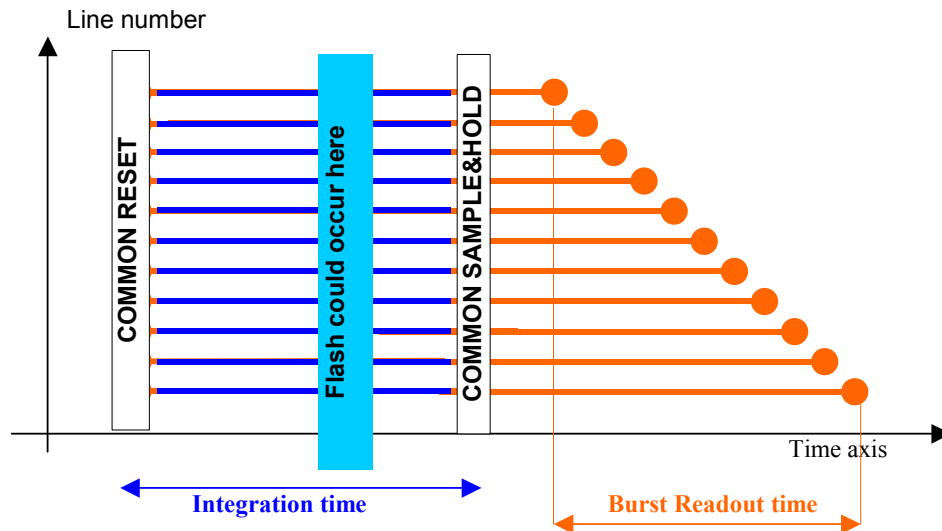 Line number
COMMON RESET
Flash could occur here
COMMON SAMPLE&HOLD
Time axis
Integration time
Burst Readout time